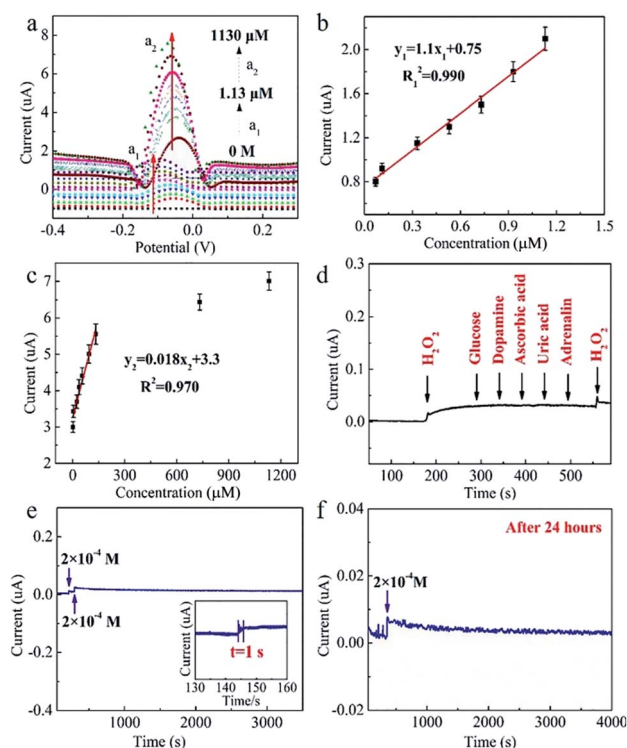 a
a₂
1130 μM
a₂
1.13 μM
a₁
a₁
0 M
8
6
4
2
0
-0.4 -0.2 0.0 0.2
Potential (V)
Current (uA)
b
y₁=1.1x₁+0.75
R₁²=0.990
2.0
1.6
1.2
0.8
0.0 0.3 0.6 0.9 1.2 1.5
Concentration (μM)
Current (uA)
c
y₂=0.018x₂+3.3
R²=0.970
8
7
6
5
4
3
2
0 300 600 900 1200
Concentration (μM)
Current (uA)
d
H₂O₂
Glucose
Dopamine
Ascorbic acid
Uric acid
Adrenalin
H₂O₂
0.3
0.2
0.1
0.0
100 200 300 400 500
Time (s)
Current (uA)
e
2×10⁻⁴ M
2×10⁻⁴ M
0.4
0.2
0.0
-0.2
-0.4
1000 2000 3000
Time (s)
Current (uA)
t=1 s
130 140 150 160
Time/s
Current
f
After 24 hours
2×10⁻⁴M
0.04
0.02
0.00
-0.02
0 1000 2000 3000 4000
Time (s)
Current (uA)